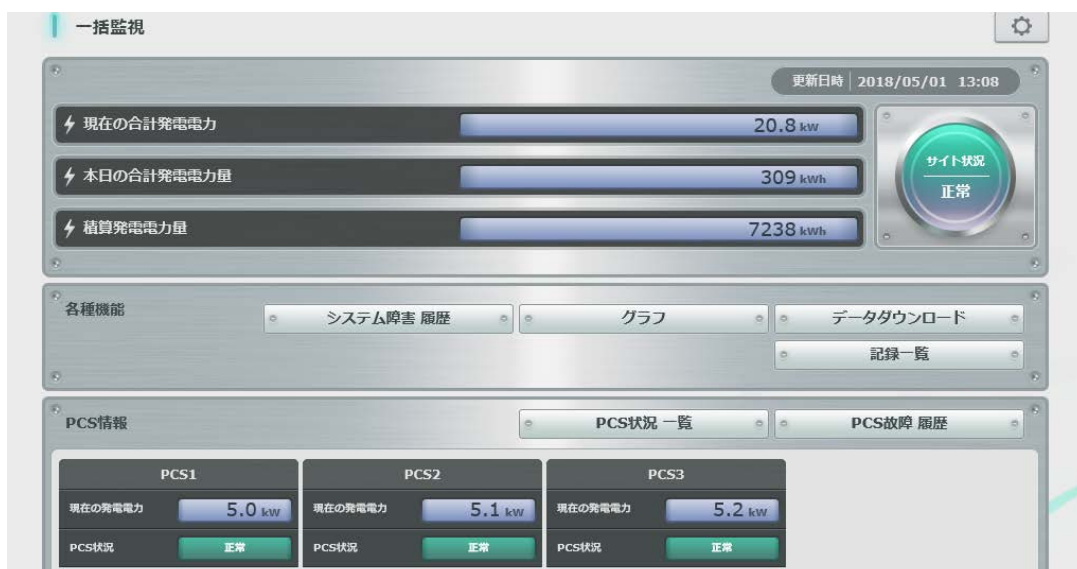 一括監視
更新日時 2018/05/01 13:08
現在の合計発電電力 20.8 kW
本日の合計発電電力量 309 kWh
積算発電電力量 7238 kWh
サイト状況
正常
各種機能
システム障害 履歴 グラフ データダウンロード
記録一覧
PCS情報 PCS状況 一覧 PCS故障 履歴
PCS1 PCS2 PCS3
現在の発電電力 5.0 kW 現在の発電電力 5.1 kW 現在の発電電力 5.2 kW
PCS状況 正常 PCS状況 正常 PCS状況 正常